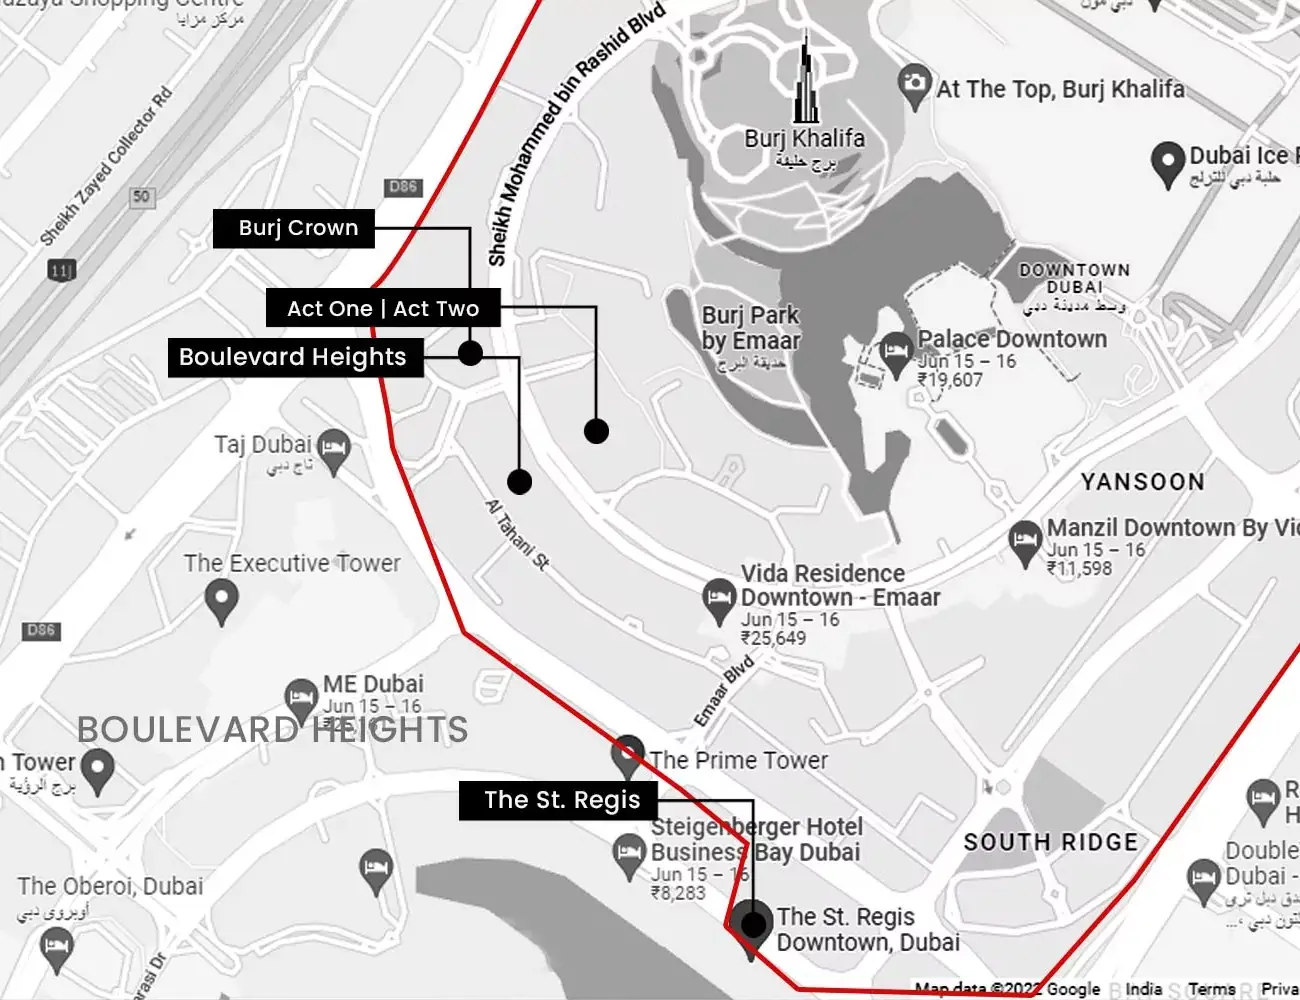 مركز مرايا
دبي مون
Sheikh Mohammed bin Rashid Blvd
At The Top, Burj Khalifa
Burj Khalifa
برج خليفة
Dubai Ice
حلبة دبي للتزلج
Sheikh Zayed Collector Rd
50
D86
11
Burj Crown
DOWNTOWN
DUBAI
وسط مدينة دبي
Act One | Act Two
Burj Park
by Emaar
حديقة البرج
Palace Downtown
Jun 15 – 16
₹19,607
Boulevard Heights
Taj Dubai
تاج دبي
YANSOON
Al Tahani St
Manzil Downtown By
Jun 15 – 16
₹11,598
The Executive Tower
Vida Residence
Downtown - Emaar
Jun 15 – 16
₹25,649
D86
Emaar Blvd
ME Dubai
Jun 15 – 16
BOULEVARD HEIGHTS
Tower
برج الرؤية
The Prime Tower
The St. Regis
Steigenberger Hotel
Business Bay Dubai
Jun 15 – 16
₹8,283
SOUTH RIDGE
Double
Dubai -
The Oberoi, Dubai
أوبروي دبي
The St. Regis
Downtown, Dubai
Dr
Map data ©2022 Google India Terms